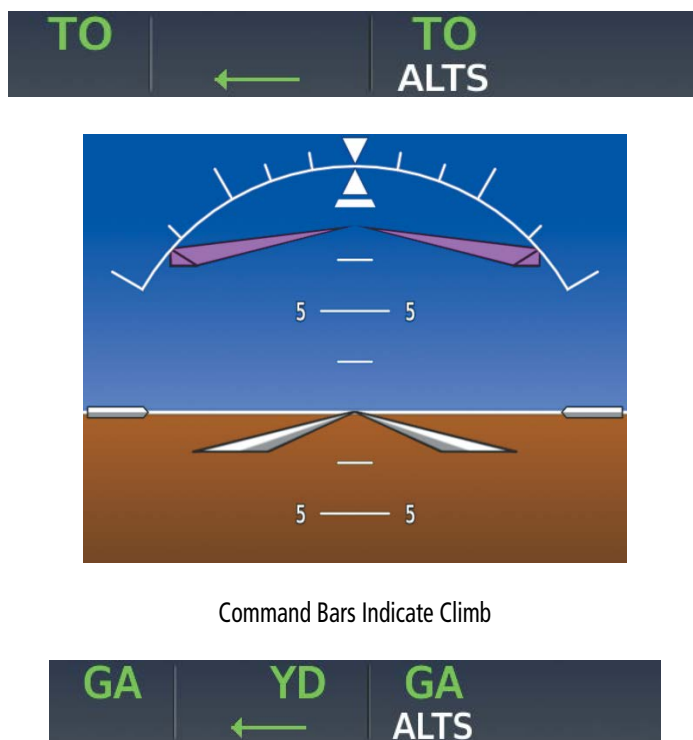 TO TO
← ALTS
5 5
5 5
Command Bars Indicate Climb
GA YD GA
← ALTS